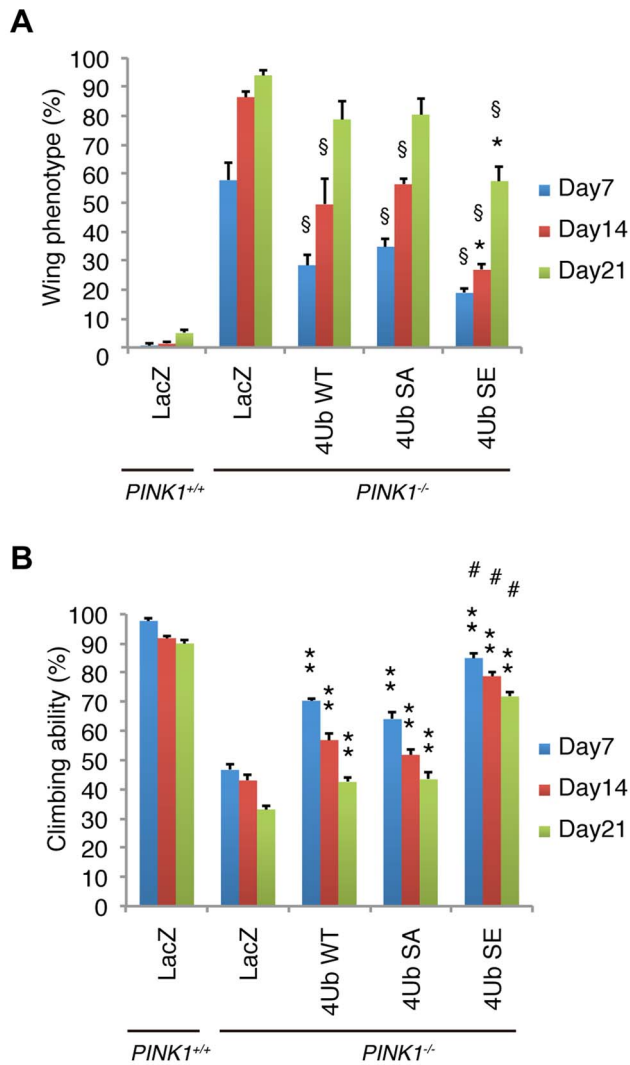 A
Wing phenotype (%)
100
90
80
70
60
50
40
30
20
10
0
§
§
§
§
§
§
*
§
*
Day7
Day14
Day21
LacZ
LacZ
4Ub WT
4Ub SA
4Ub SE
PINK1+/+
PINK1-/-
B
Climbing ability (%)
100
90
80
70
60
50
40
30
20
10
0
# # #
** ** **
** ** **
** ** **
Day7
Day14
Day21
LacZ
LacZ
4Ub WT
4Ub SA
4Ub SE
PINK1+/+
PINK1-/-